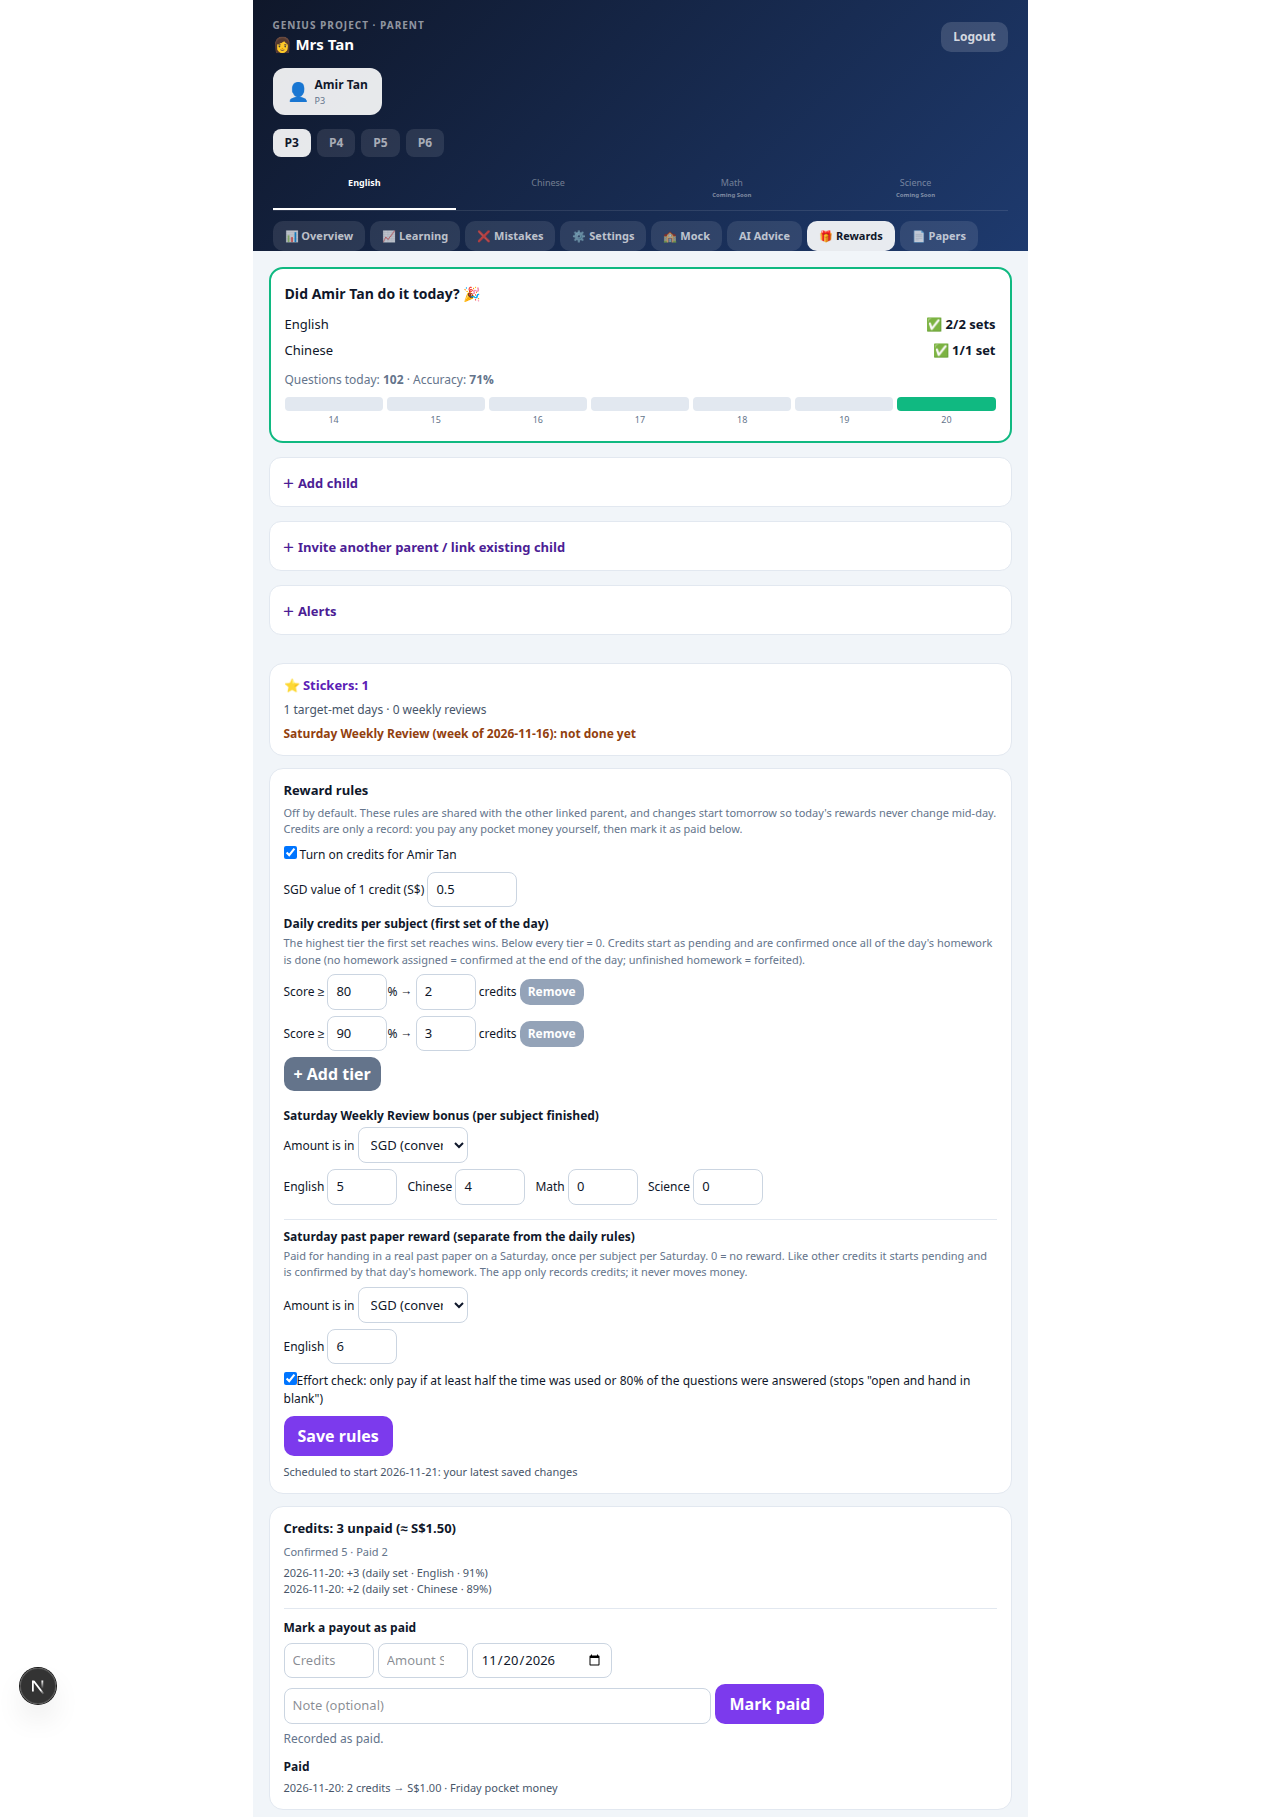 GENIUS PROJECT · PARENT
👩 Mrs Tan
Logout
Amir Tan
P3
P3 P4 P5 P6
English Chinese Math Science
Coming Soon Coming Soon
📊 Overview 📈 Learning ❌ Mistakes ⚙️ Settings 🏫 Mock AI Advice 🎁 Rewards 📄 Papers
Did Amir Tan do it today? 🎉
English ✅ 2/2 sets
Chinese ✅ 1/1 set
Questions today: 102 · Accuracy: 71%
14 15 16 17 18 19 20
+ Add child
+ Invite another parent / link existing child
+ Alerts
⭐ Stickers: 1
1 target-met days · 0 weekly reviews
Saturday Weekly Review (week of 2026-11-16): not done yet
Reward rules
Off by default. These rules are shared with the other linked parent, and changes start tomorrow so today's rewards never change mid-day.
Credits are only a record: you pay any pocket money yourself, then mark it as paid below.
Turn on credits for Amir Tan
SGD value of 1 credit (S$) 0.5
Daily credits per subject (first set of the day)
The highest tier the first set reaches wins. Below every tier = 0. Credits start as pending and are confirmed once all of the day's homework
is done (no homework assigned = confirmed at the end of the day; unfinished homework = forfeited).
Score ≥ 80 % → 2 credits Remove
Score ≥ 90 % → 3 credits Remove
+ Add tier
Saturday Weekly Review bonus (per subject finished)
Amount is in SGD (conver
English 5 Chinese 4 Math 0 Science 0
Saturday past paper reward (separate from the daily rules)
Paid for handing in a real past paper on a Saturday, once per subject per Saturday. 0 = no reward. Like other credits it starts pending and
is confirmed by that day's homework. The app only records credits; it never moves money.
Amount is in SGD (conver
English 6
Effort check: only pay if at least half the time was used or 80% of the questions were answered (stops "open and hand in
blank")
Save rules
Scheduled to start 2026-11-21: your latest saved changes
Credits: 3 unpaid (≈ S$1.50)
Confirmed 5 · Paid 2
2026-11-20: +3 (daily set · English · 91%)
2026-11-20: +2 (daily set · Chinese · 89%)
Mark a payout as paid
Credits Amount S 11/20/2026
Note (optional) Mark paid
Recorded as paid.
Paid
2026-11-20: 2 credits → S$1.00 · Friday pocket money
N